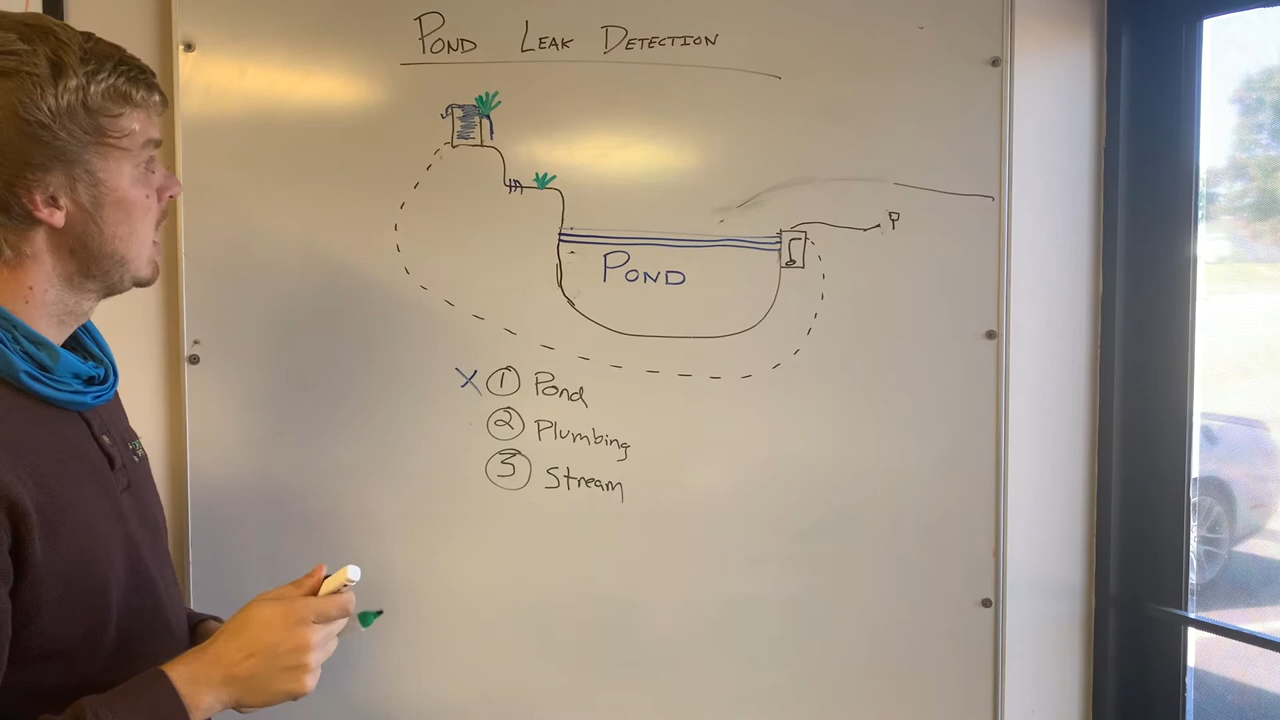 POND LEAK DETECTION
POND
X 1 Pond
2 Plumbing
3 Stream